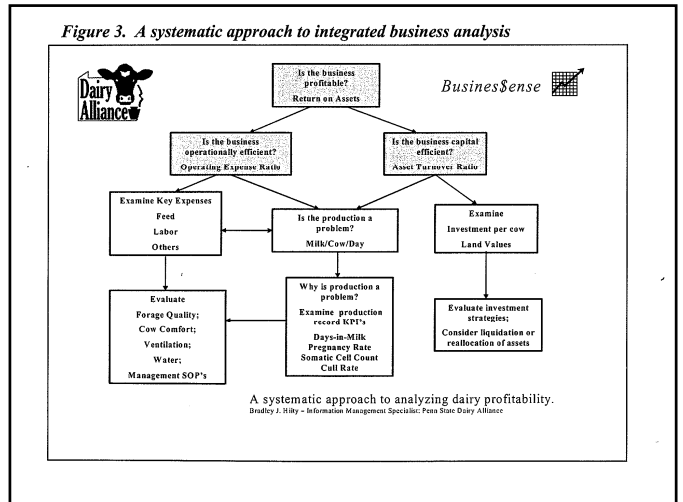 Figure 3. A systematic approach to integrated business analysis
Dairy
Alliance
Busines$ense
Is the business
profitable?
Return on Assets
Is the business
operationally efficient?
Operating Expense Ratio
Is the business capital
efficient?
Asset Turnover Ratio
Examine Key Expenses
Feed
Labor
Others
Is the production a
problem?
Milk/Cow/Day
Examine
Investment per cow
Land Values
Evaluate
Forage Quality;
Cow Comfort;
Ventilation;
Water;
Management SOP's
Why is production a
problem?
Examine production
record KPI's
Days-in-Milk
Pregnancy Rate
Somatic Cell Count
Cull Rate
Evaluate investment
strategies;
Consider liquidation or
reallocation of assets
A systematic approach to analyzing dairy profitability.
Bradley J. Hilty – Information Management Specialist: Penn State Dairy Alliance